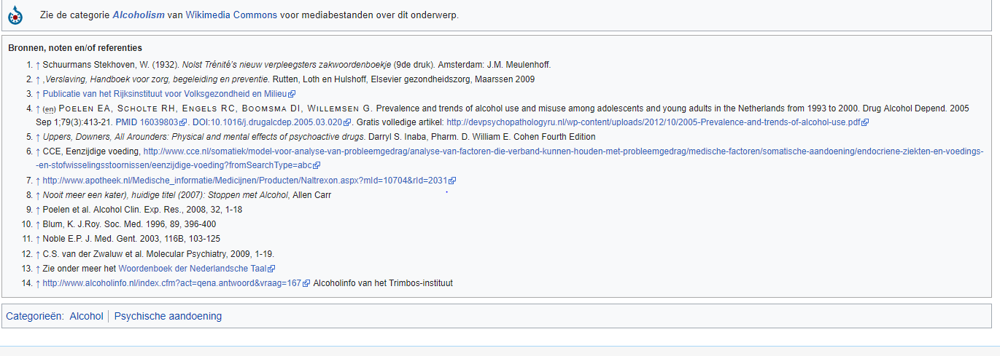 Zie de categorie Alcoholism van Wikimedia Commons voor mediabestanden over dit onderwerp.
Bronnen, noten en/of referenties
1. ↑ Schuurmans Stekhoven, W. (1932). Nolst Trénité's nieuw verpleegsters zakwoordenboekje (9de druk). Amsterdam: J.M. Meulenhoff.
2. ↑ ,Verslaving, Handboek voor zorg, begeleiding en preventie. Rutten, Loth en Hulshoff, Elsevier gezondheidszorg, Maarssen 2009
3. ↑ Publicatie van het Rijksinstituut voor Volksgezondheid en Milieu
4. ↑ (en) POELEN EA, SCHOLTE RH, ENGELS RC, BOOMSMA DI, WILLEMSEN G. Prevalence and trends of alcohol use and misuse among adolescents and young adults in the Netherlands from 1993 to 2000. Drug Alcohol Depend. 2005
Sep 1;79(3):413-21. PMID 16039803. DOI:10.1016/j.drugalcdep.2005.03.020. Gratis volledige artikel: http://devpsychopathologyru.nl/wp-content/uploads/2012/10/2005-Prevalence-and-trends-of-alcohol-use.pdf
5. ↑ Uppers, Downers, All Arounders: Physical and mental effects of psychoactive drugs. Darryl S. Inaba, Pharm. D. William E. Cohen Fourth Edition
6. ↑ CCE, Eenzijdige voeding, http://www.cce.nl/somatiek/model-voor-analyse-van-probleemgedrag/analyse-van-factoren-die-verband-kunnen-houden-met-probleemgedrag/medische-factoren/somatische-aandoening/endocriene-ziekten-en-voedings-
-en-stofwisselingsstoornissen/eenzijdige-voeding?fromSearchType=abc
7. ↑ http://www.apotheek.nl/Medische_informatie/Medicijnen/Producten/Naltrexon.aspx?mId=10704&rId=2031
8. ↑ Nooit meer een kater), huidige titel (2007): Stoppen met Alcohol, Allen Carr
9. ↑ Poelen et al. Alcohol Clin. Exp. Res., 2008, 32, 1-18
10. ↑ Blum, K. J.Roy. Soc. Med. 1996, 89, 396-400
11. ↑ Noble E.P. J. Med. Gent. 2003, 116B, 103-125
12. ↑ C.S. van der Zwaluw et al. Molecular Psychiatry, 2009, 1-19.
13. ↑ Zie onder meer het Woordenboek der Nederlandsche Taal
14. ↑ http://www.alcoholinfo.nl/index.cfm?act=qena.antwoord&vraag=167 Alcoholinfo van het Trimbos-instituut
Categorieën: Alcohol | Psychische aandoening